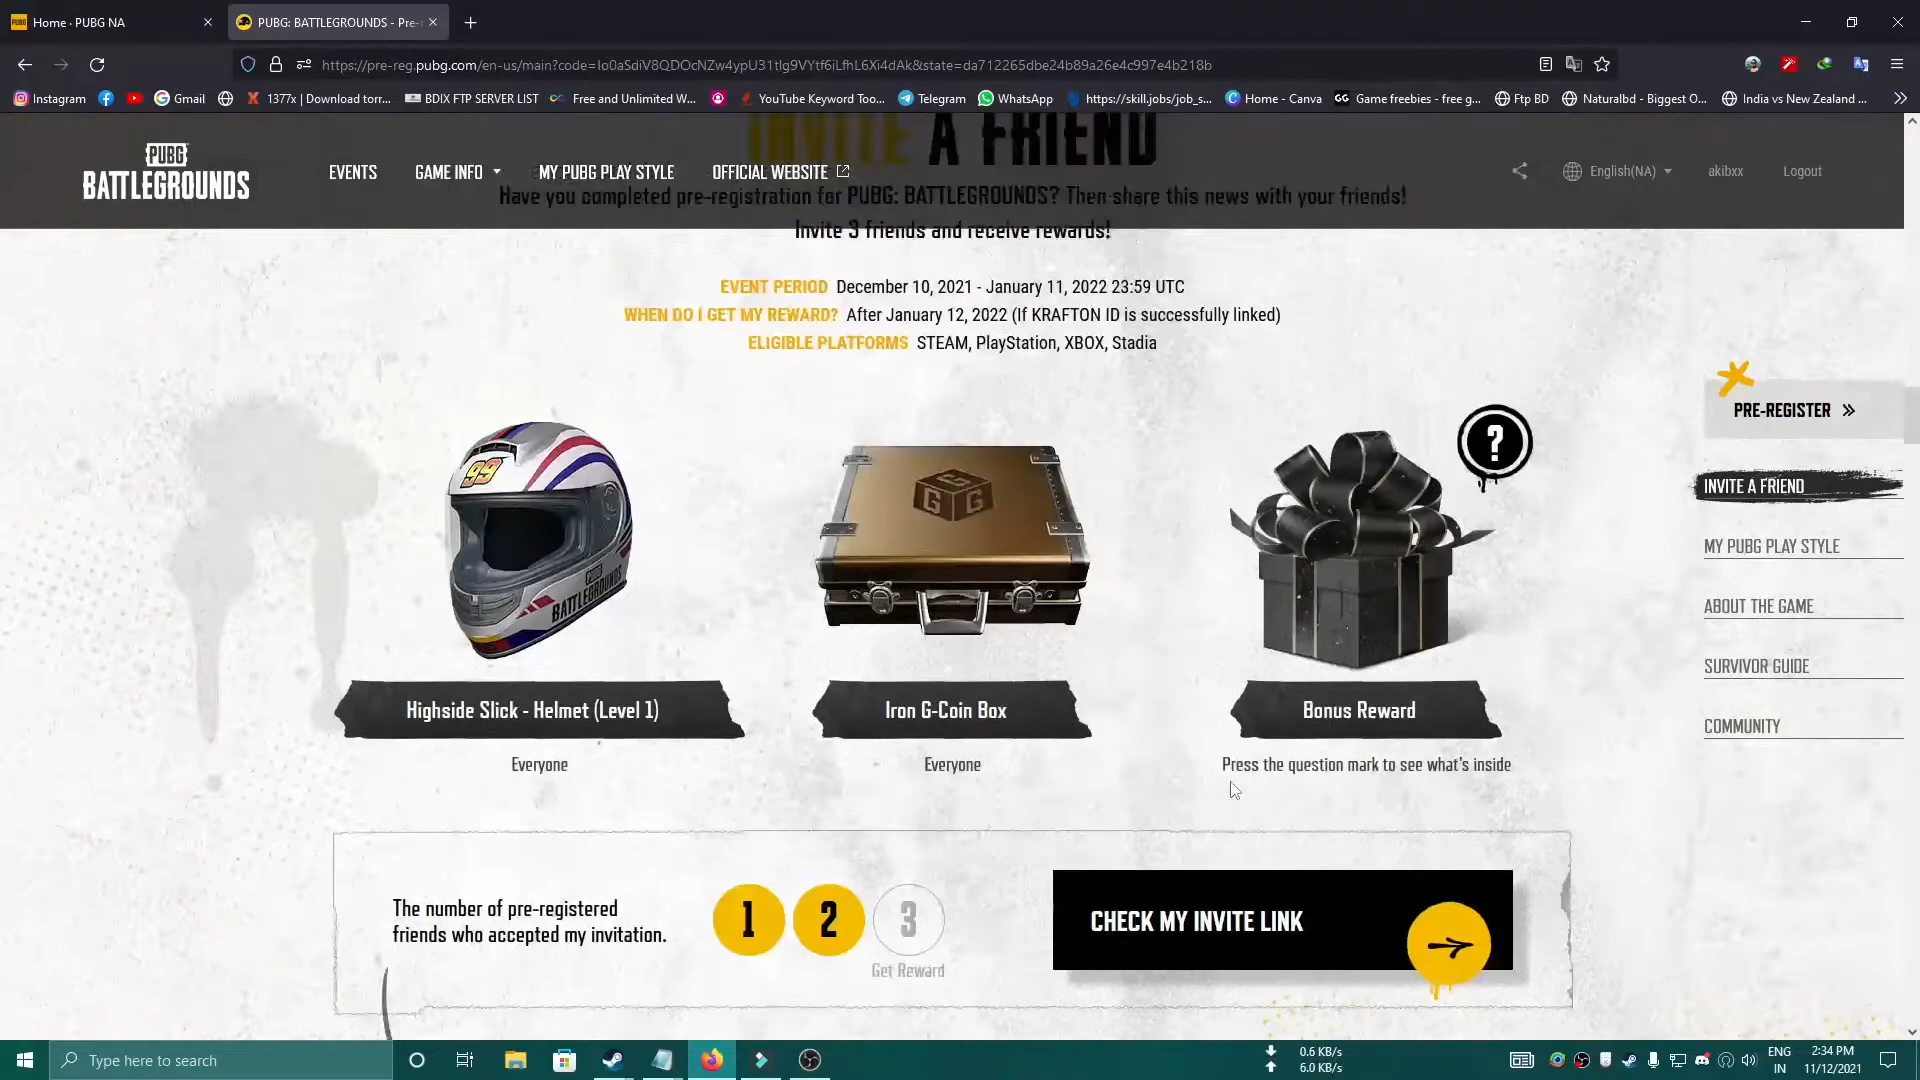 Home · PUBG NA
PUBG: BATTLEGROUNDS - Pre-
https://pre-reg.pubg.com/en-us/main?code=Io0aSdiV8QDOcNZw4ypU31tlg9VYtf6iLfhL6Xi4dAk&state=da712265dbe24b89a26e4c997e4b218b
Instagram
Gmail
1377x | Download torr...
BDIX FTP SERVER LIST
Free and Unlimited W...
YouTube Keyword Too...
Telegram
WhatsApp
https://skill.jobs/job_s...
Home - Canva
GG Game freebies - free g...
Ftp BD
Naturalbd - Biggest O...
India vs New Zealand ...
INVITE A FRIEND
PUBG
BATTLEGROUNDS
EVENTS
GAME INFO
MY PUBG PLAY STYLE
OFFICIAL WEBSITE
English(NA)
akibxx
Logout
Have you completed pre-registration for PUBG: BATTLEGROUNDS? Then share this news with your friends!
Invite 3 friends and receive rewards!
EVENT PERIOD December 10, 2021 - January 11, 2022 23:59 UTC
WHEN DO I GET MY REWARD? After January 12, 2022 (If KRAFTON ID is successfully linked)
ELIGIBLE PLATFORMS STEAM, PlayStation, XBOX, Stadia
99
BATTLEGROUNDS
G G G
?
Highside Slick - Helmet (Level 1)
Everyone
Iron G-Coin Box
Everyone
Bonus Reward
Press the question mark to see what's inside
PRE-REGISTER
INVITE A FRIEND
MY PUBG PLAY STYLE
ABOUT THE GAME
SURVIVOR GUIDE
COMMUNITY
The number of pre-registered
friends who accepted my invitation.
1 2 3
Get Reward
CHECK MY INVITE LINK
Type here to search
0.6 KB/s
6.0 KB/s
ENG
IN
2:34 PM
11/12/2021